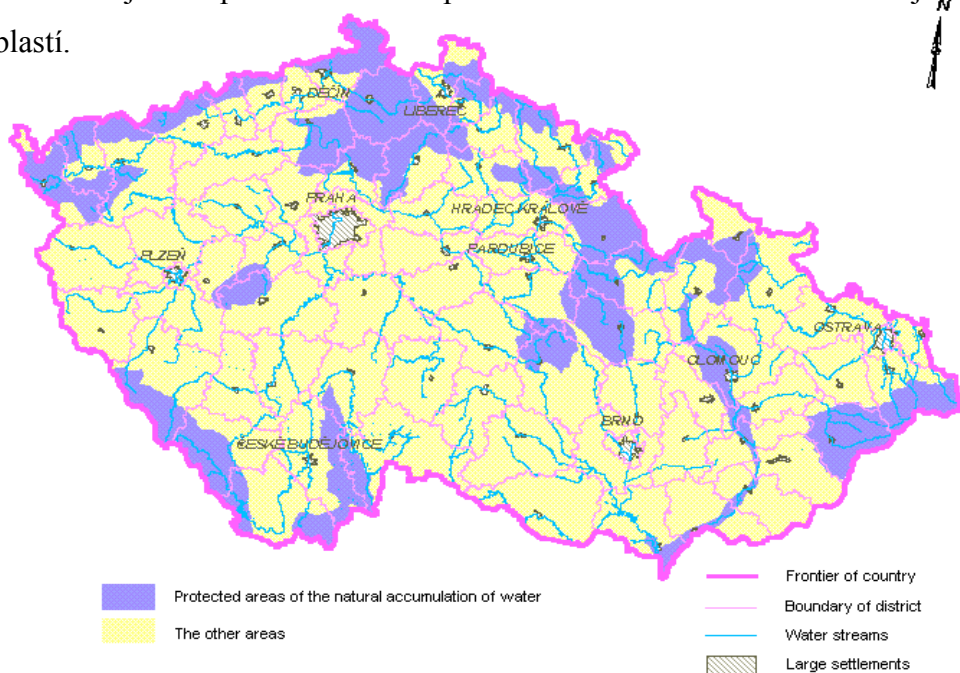 N
blastí.
DĚČÍN
LIBEREC
PRAHA
HRADEC KRÁLOVÉ
PARDUBICE
PLZEŇ
OSTRAVA
OLOMOUC
BRNO
ČESKÉ BUDĚJOVICE
Frontier of country
Protected areas of the natural accumulation of water
Boundary of district
The other areas
Water streams
Large settlements